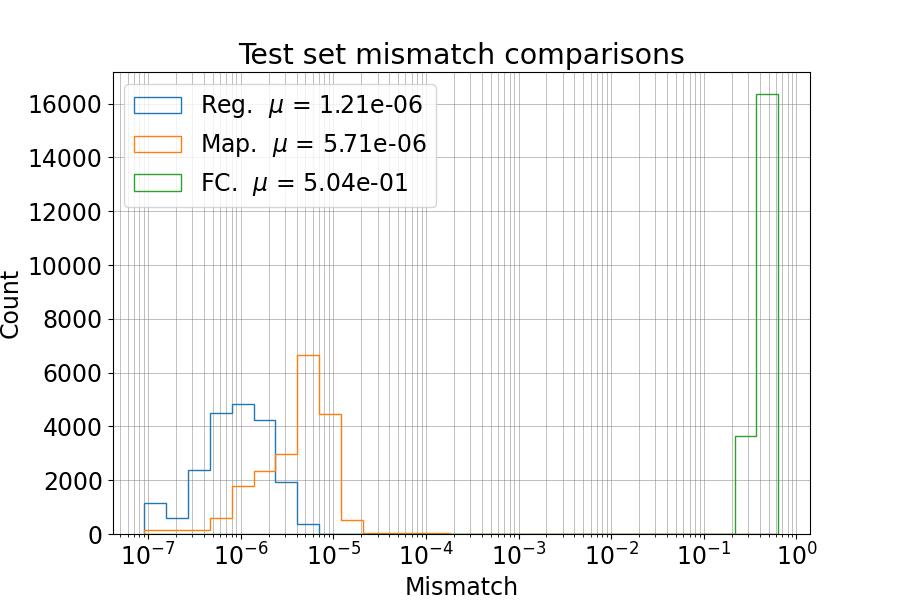 Test set mismatch comparisons
Reg. μ = 1.21e-06
Map. μ = 5.71e-06
FC. μ = 5.04e-01
Count
16000
14000
12000
10000
8000
6000
4000
2000
0
10⁻⁷ 10⁻⁶ 10⁻⁵ 10⁻⁴ 10⁻³ 10⁻² 10⁻¹ 10⁰
Mismatch